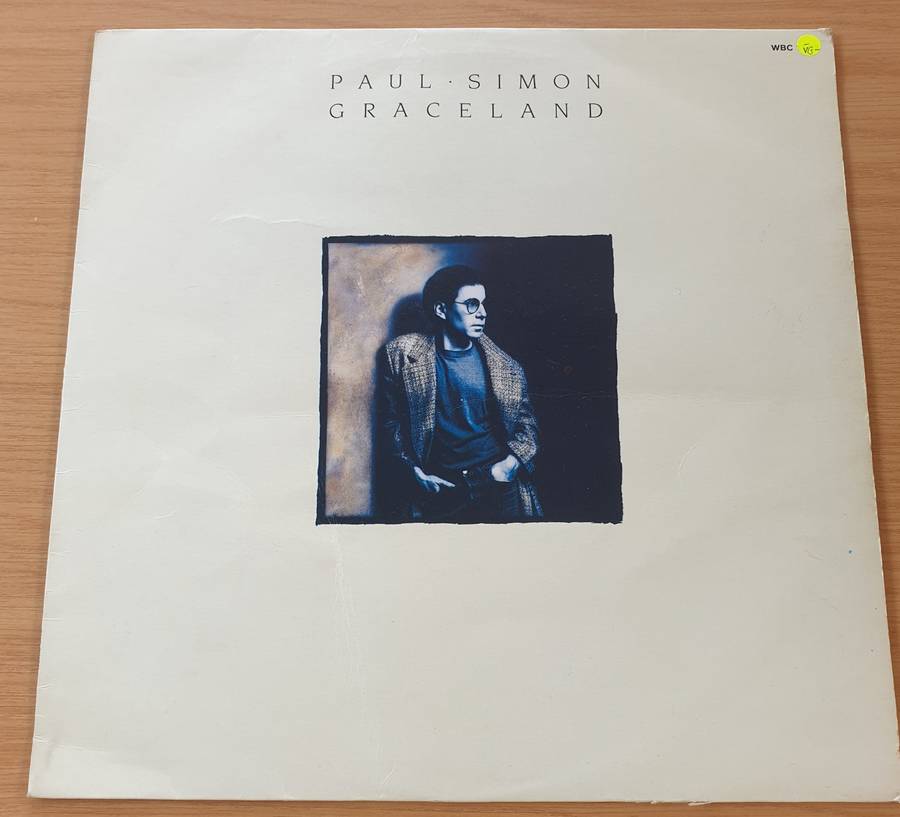 WBC
VG-
PAUL · SIMON
GRACELAND